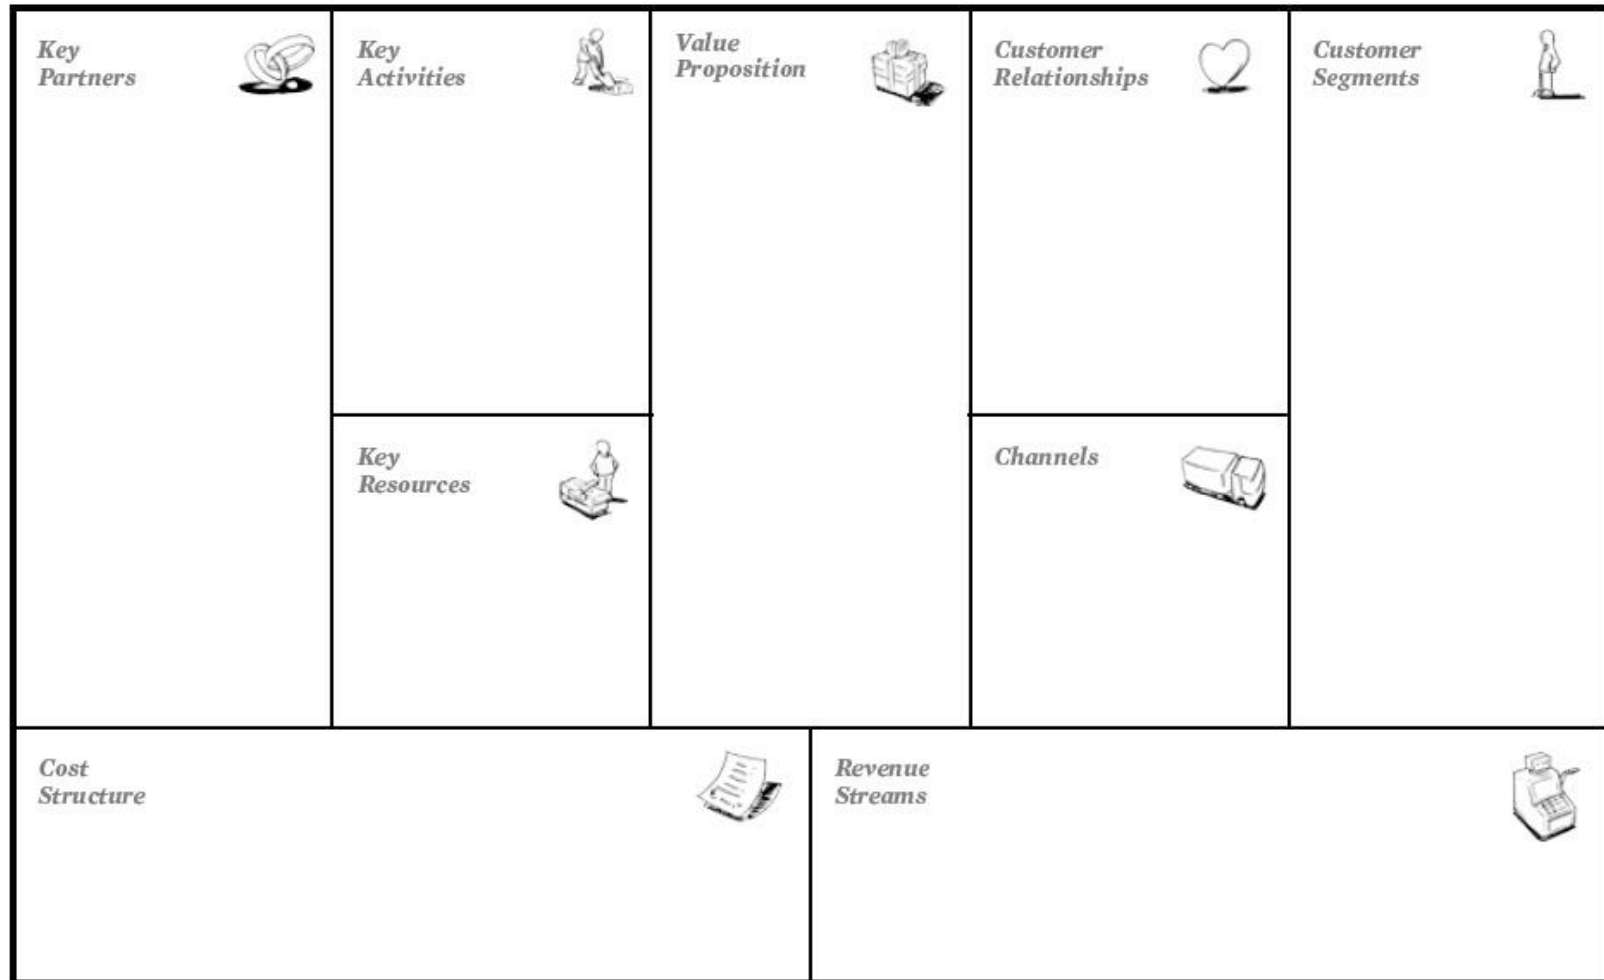 Key
Partners
Key
Activities
Value
Proposition
Customer
Relationships
Customer
Segments
Key
Resources
Channels
Cost
Structure
Revenue
Streams